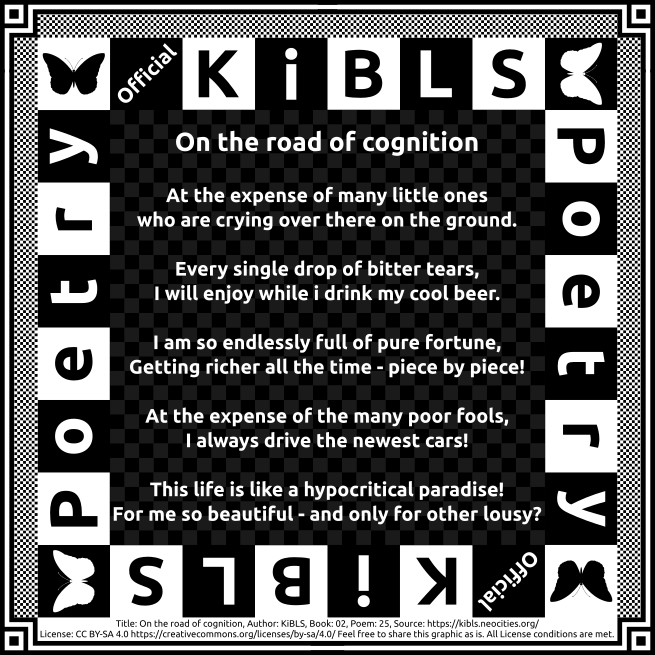 Official KiBLS
Poetry
Poetry
On the road of cognition
At the expense of many little ones
who are crying over there on the ground.
Every single drop of bitter tears,
I will enjoy while i drink my cool beer.
I am so endlessly full of pure fortune,
Getting richer all the time - piece by piece!
At the expense of the many poor fools,
I always drive the newest cars!
This life is like a hypocritical paradise!
For me so beautiful - and only for other lousy?
Official KiBLS
Title: On the road of cognition, Author: KiBLS, Book: 02, Poem: 25, Source: https://kibls.neocities.org/
License: CC BY-SA 4.0 https://creativecommons.org/licenses/by-sa/4.0/ Feel free to share this graphic as is. All License conditions are met.